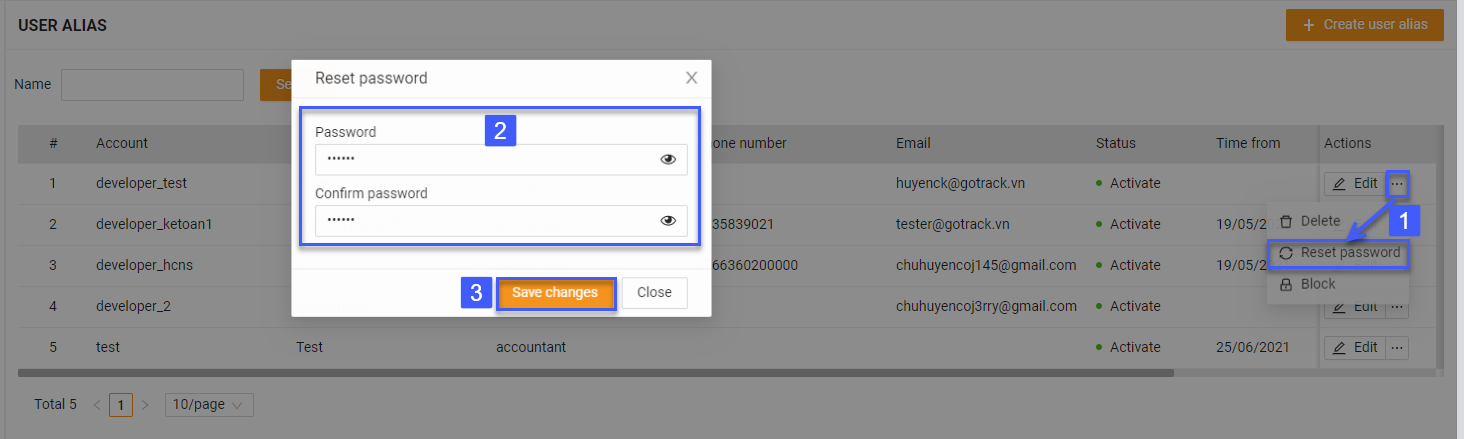 USER ALIAS
+ Create user alias
Name
Reset password
X
# Account one number Email Status Time from Actions
Password
2
••••••
1 developer_test huyenck@gotrack.vn Activate Edit ...
Confirm password
2 developer_ketoan1 35839021 tester@gotrack.vn Activate 19/05/2 Delete
1
••••••
3 developer_hcns 66360200000 chuhuyencoj145@gmail.com Activate 19/05 Reset password
Block
3 Save changes Close
4 developer_2 chuhuyencoj3rry@gmail.com Activate Edit ...
5 test Test accountant Activate 25/06/2021 Edit ...
Total 5 < 1 > 10/page